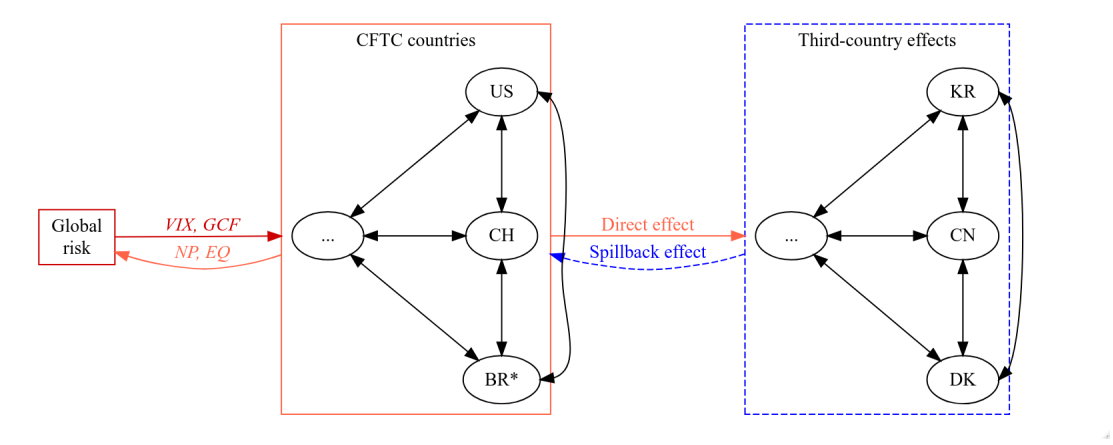 CFTC countries
Third-country effects
US
KR
Global
risk
VIX, GCF
NP, EQ
...
CH
Direct effect
Spillback effect
...
CN
BR*
DK